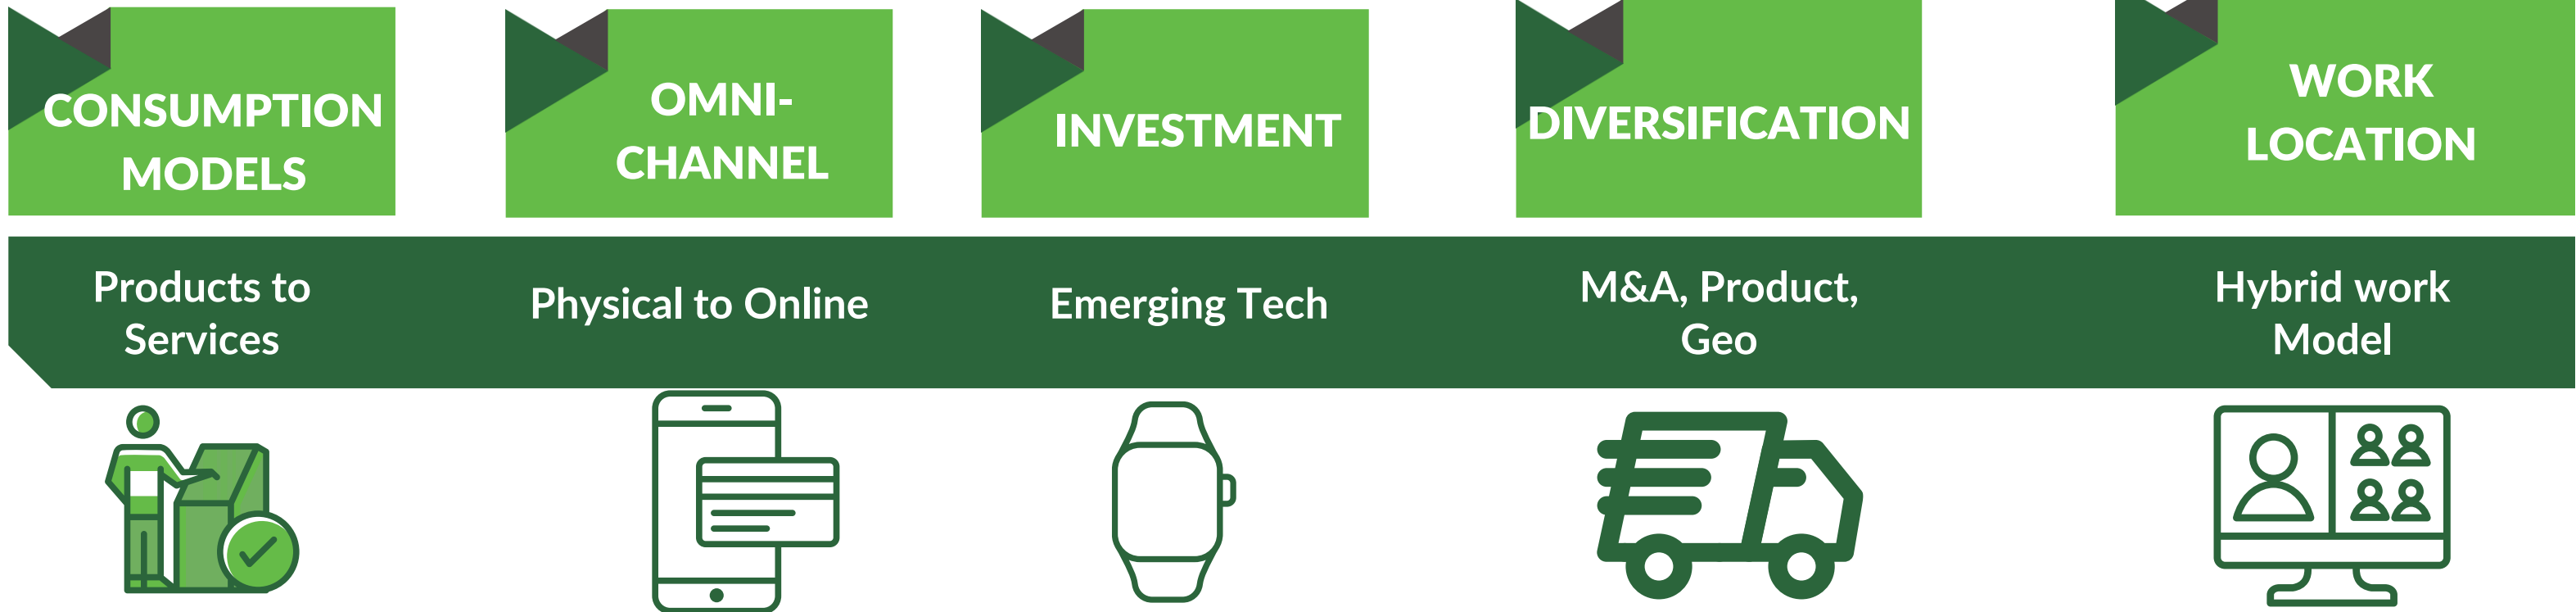 CONSUMPTION
MODELS
OMNI-
CHANNEL
INVESTMENT
DIVERSIFICATION
WORK
LOCATION
Products to
Services
Physical to Online
Emerging Tech
M&A, Product,
Geo
Hybrid work
Model